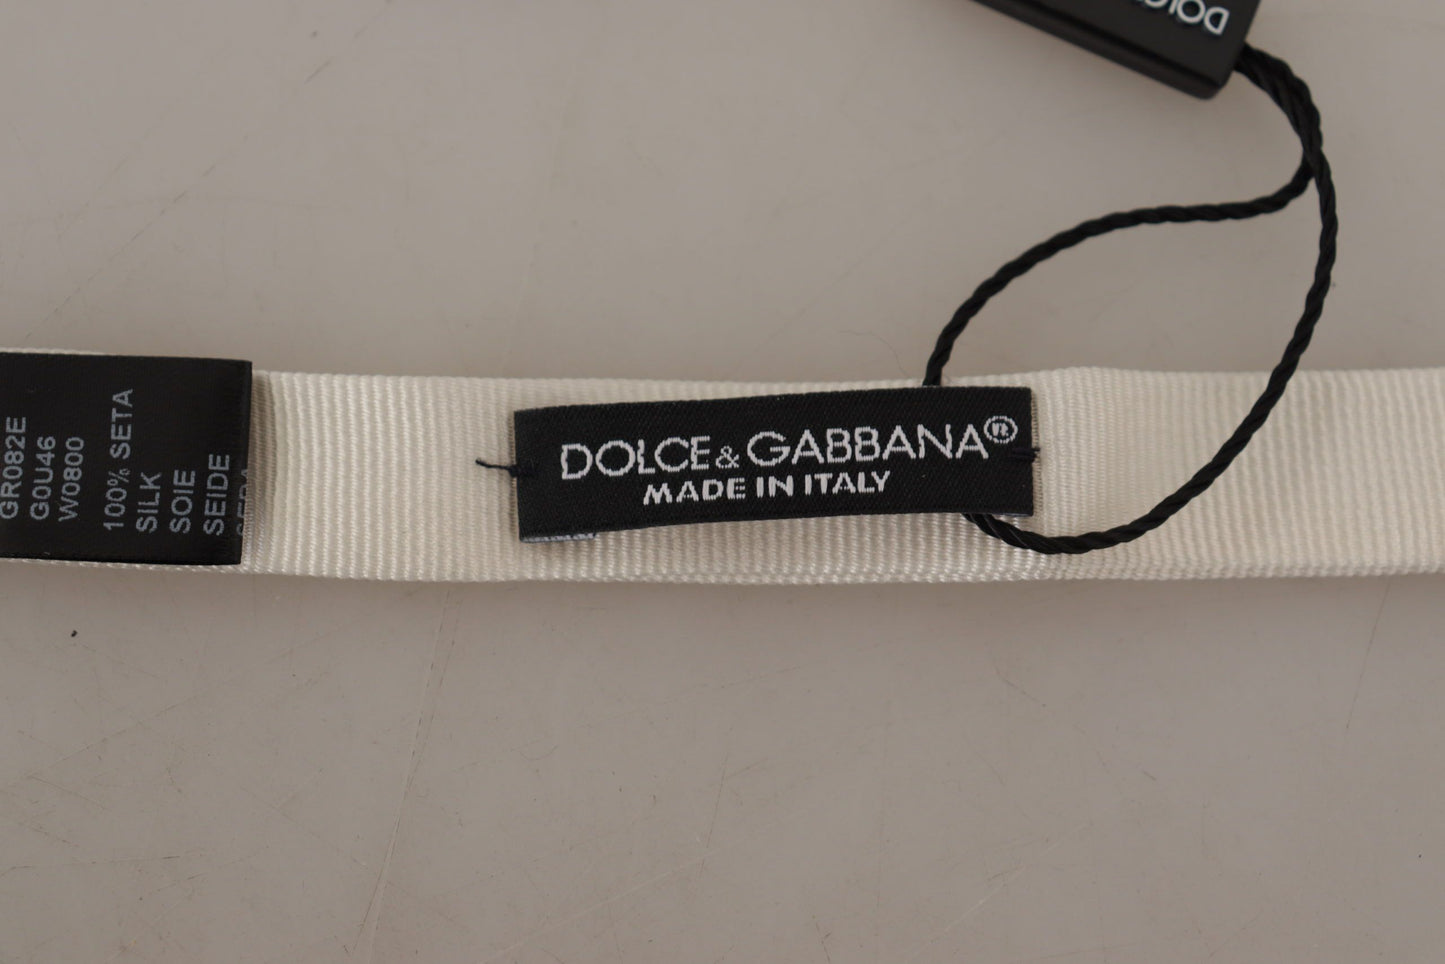 GR082E
G0U46
W0800
100% SETA
SILK
SOIE
SEIDE
DOLCE & GABBANA®
MADE IN ITALY